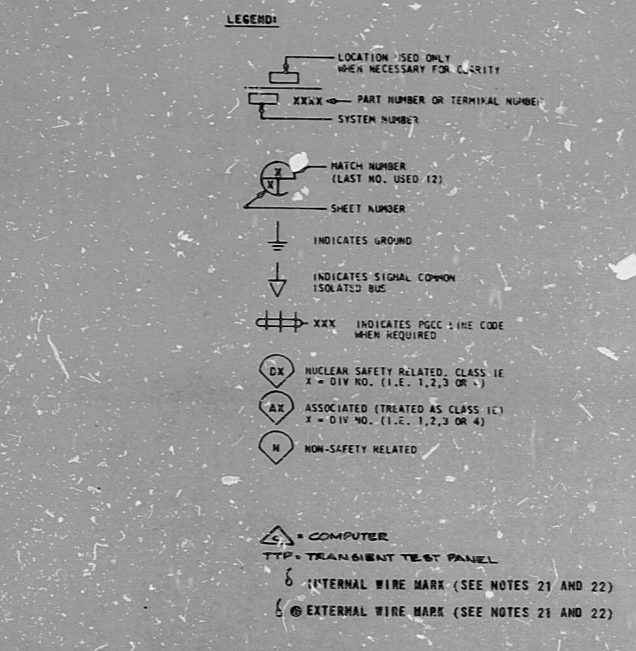 LEGEND:
LOCATION USED ONLY
WHEN NECESSARY FOR CLARITY
XXXX PART NUMBER OR TERMINAL NUMBER
SYSTEM NUMBER
X MATCH NUMBER
(LAST NO. USED 12)
X
SHEET NUMBER
INDICATES GROUND
INDICATES SIGNAL COMMON
ISOLATED BUS
XXX INDICATES PGCC LINE CODE
WHEN REQUIRED
DX NUCLEAR SAFETY RELATED. CLASS IE
X = DIV NO. (I.E. 1,2,3 OR 4)
AX ASSOCIATED (TREATED AS CLASS IE)
X = DIV NO. (I.E. 1,2,3 OR 4)
N NON-SAFETY RELATED
C = COMPUTER
TTP = TRANSIENT TEST PANEL
INTERNAL WIRE MARK (SEE NOTES 21 AND 22)
EXTERNAL WIRE MARK (SEE NOTES 21 AND 22)